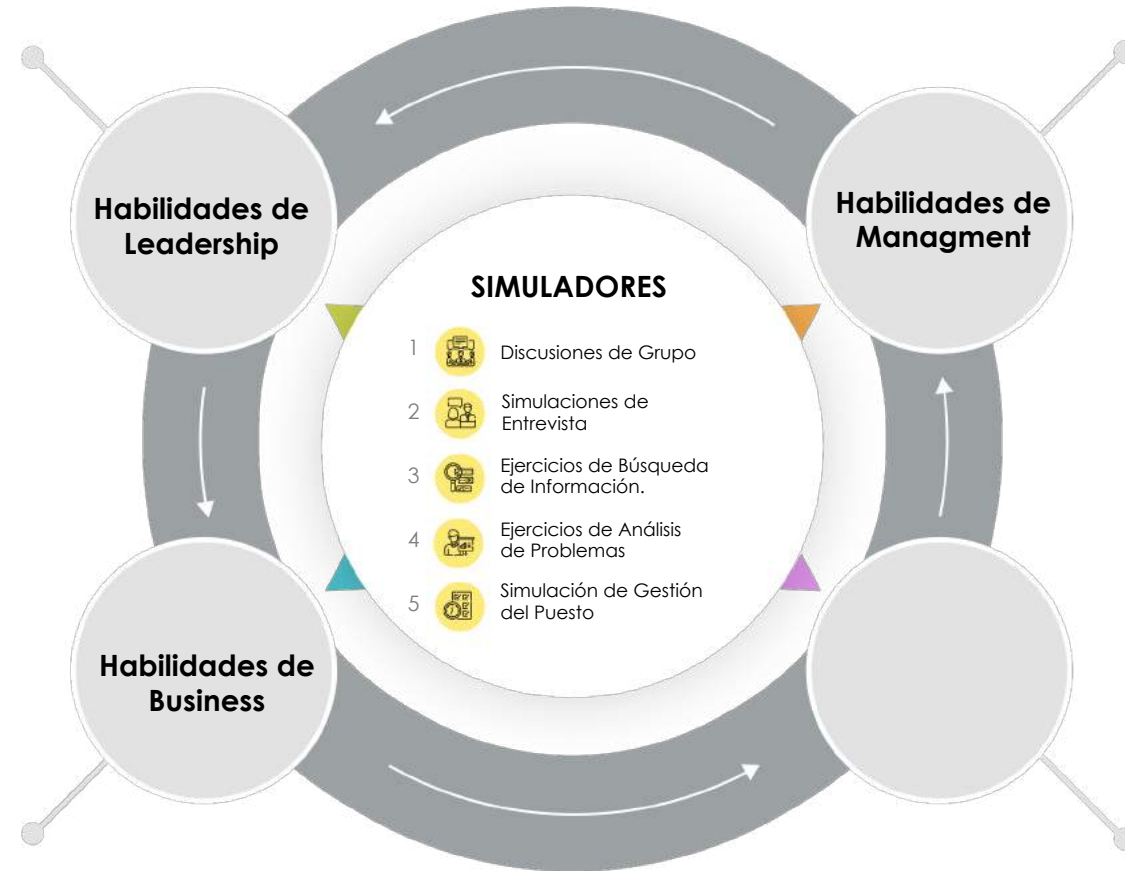 Habilidades de
Leadership
Habilidades de
Managment
SIMULADORES
1
Discusiones de Grupo
2
Simulaciones de
Entrevista
3
Ejercicios de Búsqueda
de Información.
4
Ejercicios de Análisis
de Problemas
5
Simulación de Gestión
del Puesto
Habilidades de
Business